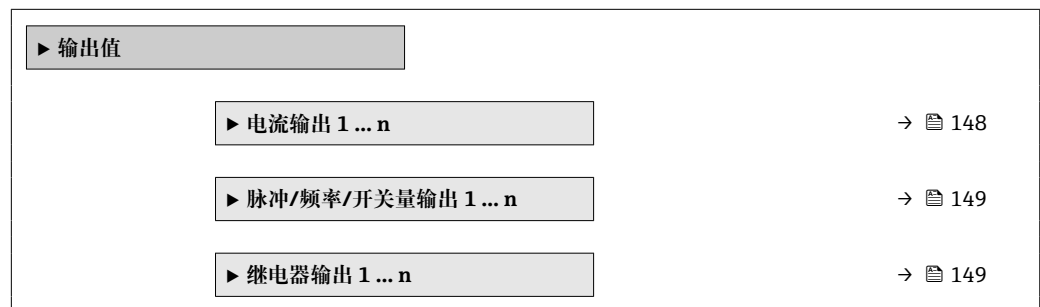 ▶ 输出值
▶ 电流输出 1 ... n → 🖹 148
▶ 脉冲/频率/开关量输出 1 ... n → 🖹 149
▶ 继电器输出 1 ... n → 🖹 149